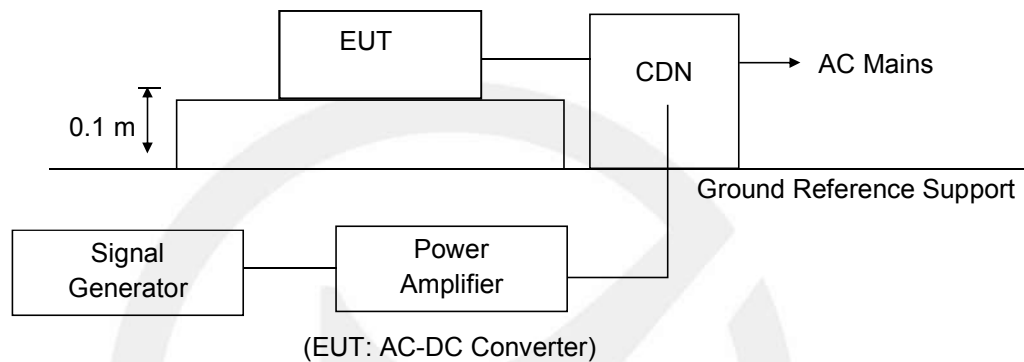 EUT
CDN
AC Mains
0.1 m
Ground Reference Support
Signal
Generator
Power
Amplifier
(EUT: AC-DC Converter)